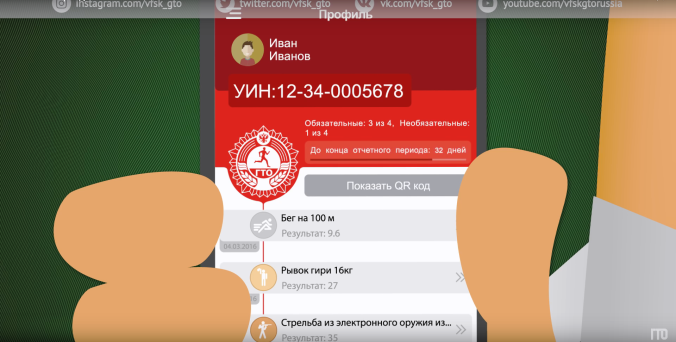 instagram.com/vfsk_gto
twitter.com/vfsk_gto
vk.com/vfsk_gto
youtube.com/vfskgtorussia
Профиль
Иван
Иванов
УИН:12-34-0005678
Обязательные: 3 из 4, Необязательные:
1 из 4
До конца отчетного периода: 32 дней
ГТО
Показать QR код
Бег на 100 м
Результат: 9.6
04.03.2016
Рывок гири 16кг
Результат: 27
Стрельба из электронного оружия из...
Результат: 35
ГТО